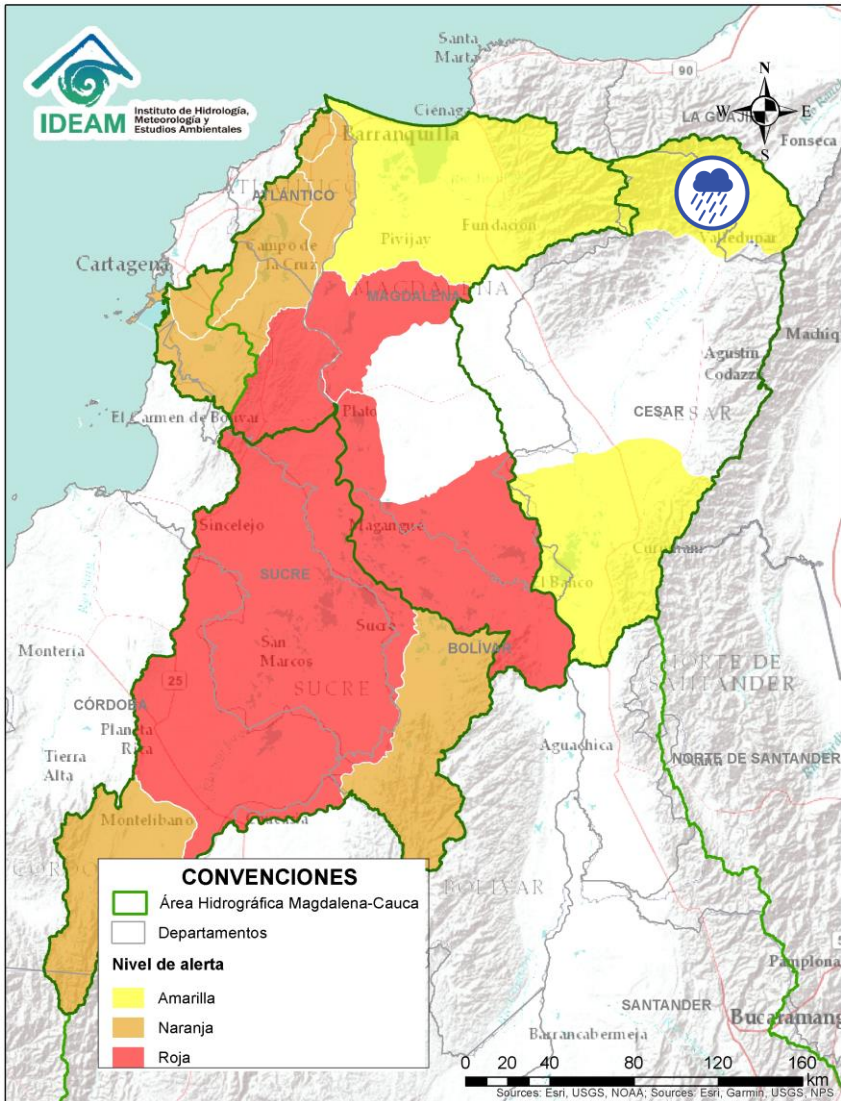 IDEAM
Instituto de Hidrología,
Meteorología y
Estudios Ambientales
Santa
Marta
90
N
E
S
Ciénaga
LA GUAJI
Fonseca
Barranquilla
ATLÁNTICO
Pivijay
Fundación
Valledupar
Campo de
la Cruz
Cartagena
MAGDALENA
Agustín
Codazzi
CESAR
El Carmen de Bolívar
Plato
Sincelejo
Magangué
SUCRE
El Banco
Sucre
San
Marcos
BOLÍVAR
SUCRE
Montería
25
CÓRDOBA
Planeta
Rica
Tierra
Alta
NORTE DE
SANTANDER
NORTE DE SANTANDER
Aguachica
Montelíbano
BOLÍVAR
Pamplona
SANTANDER
Bucaramang
Barrancabermeja
CONVENCIONES
Área Hidrográfica Magdalena-Cauca
Departamentos
Nivel de alerta
Amarilla
Naranja
Roja
0 20 40 80 120 160
km
Sources: Esri, USGS, NOAA; Sources: Esri, Garmin, USGS, NPS